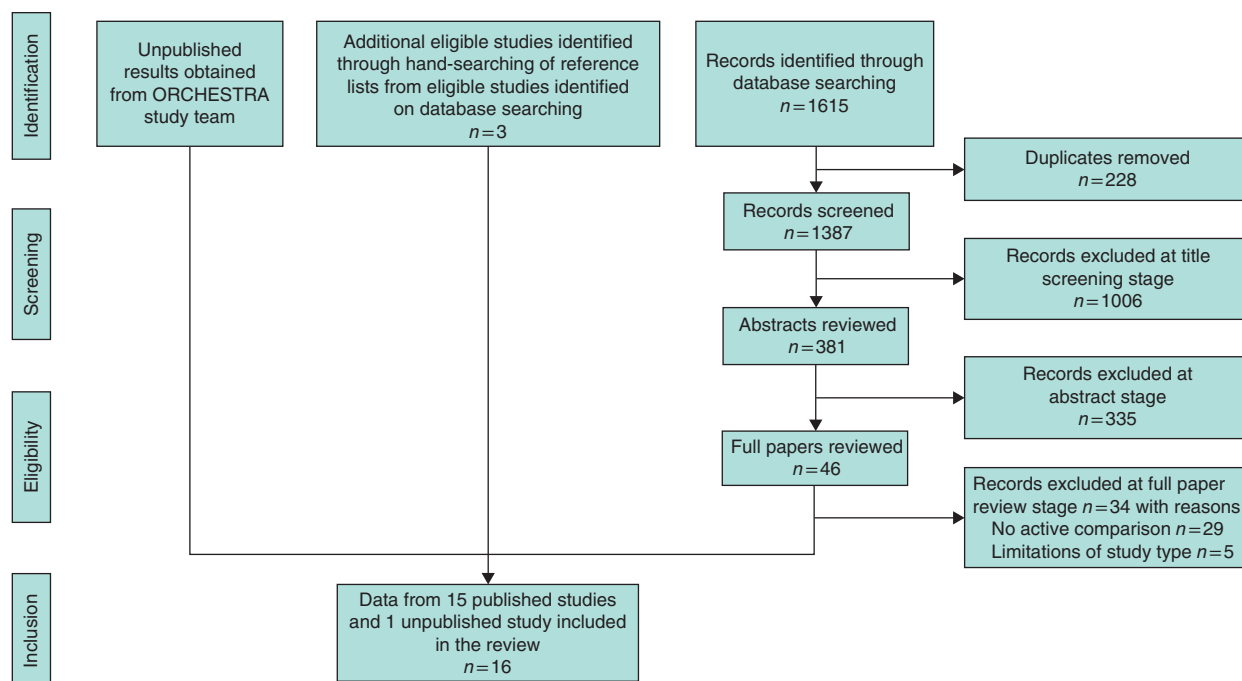 Identification
Unpublished
results obtained
from ORCHESTRA
study team
Additional eligible studies identified
through hand-searching of reference
lists from eligible studies identified
on database searching
n=3
Records identified through
database searching
n=1615
Duplicates removed
n=228
Screening
Records screened
n=1387
Records excluded at title
screening stage
n=1006
Abstracts reviewed
n=381
Records excluded at
abstract stage
n=335
Eligibility
Full papers reviewed
n=46
Records excluded at full paper
review stage n=34 with reasons
No active comparison n=29
Limitations of study type n=5
Inclusion
Data from 15 published studies
and 1 unpublished study included
in the review
n=16